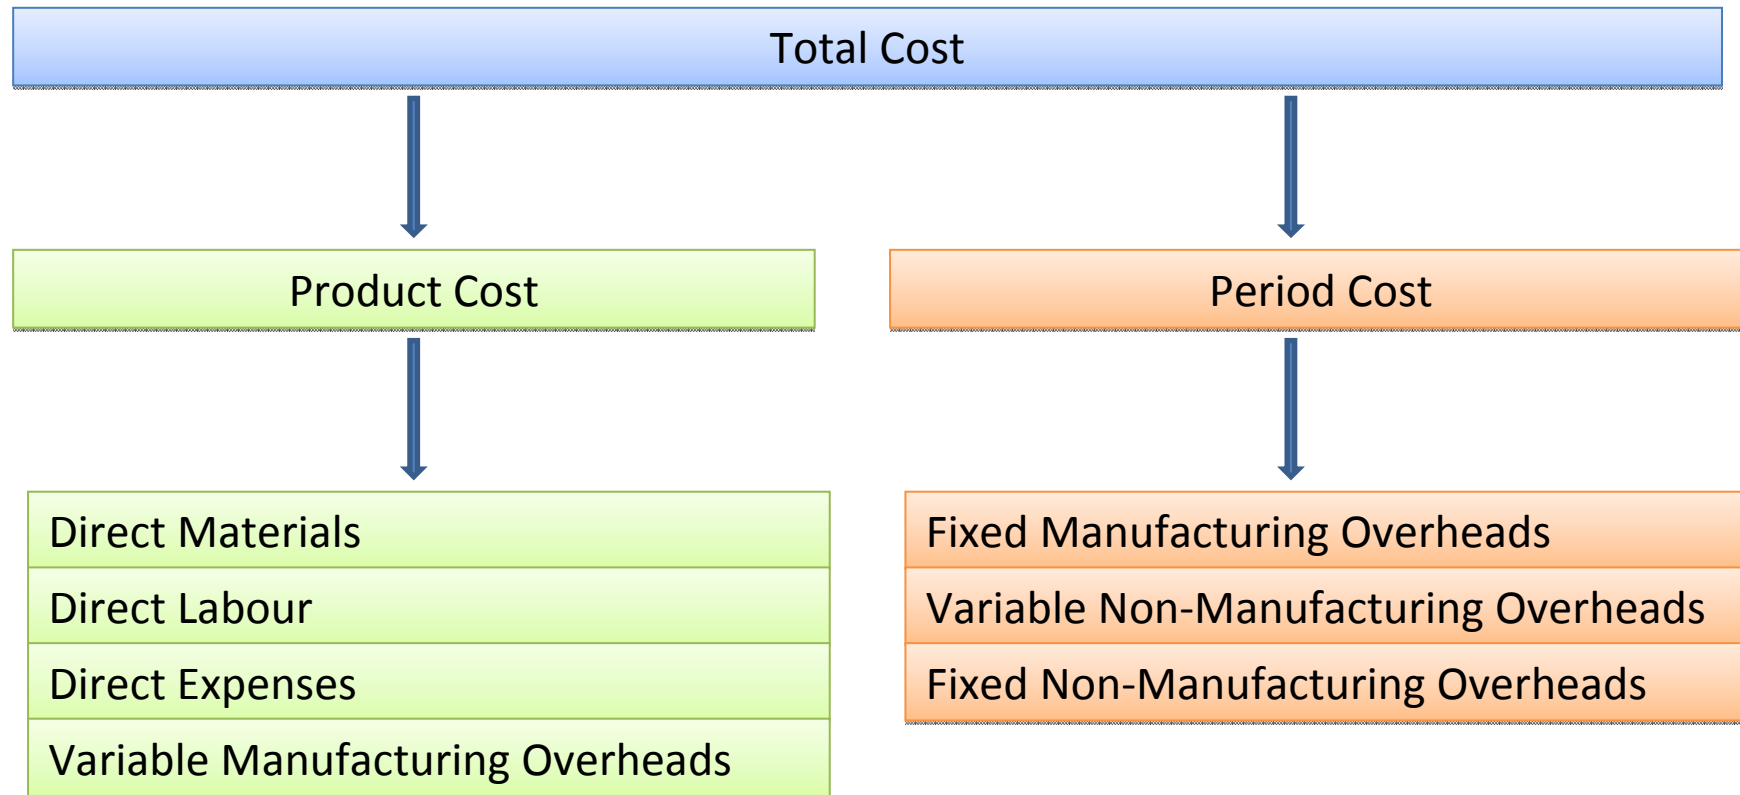 Total Cost
Product Cost
Period Cost
Direct Materials
Direct Labour
Direct Expenses
Variable Manufacturing Overheads
Fixed Manufacturing Overheads
Variable Non-Manufacturing Overheads
Fixed Non-Manufacturing Overheads